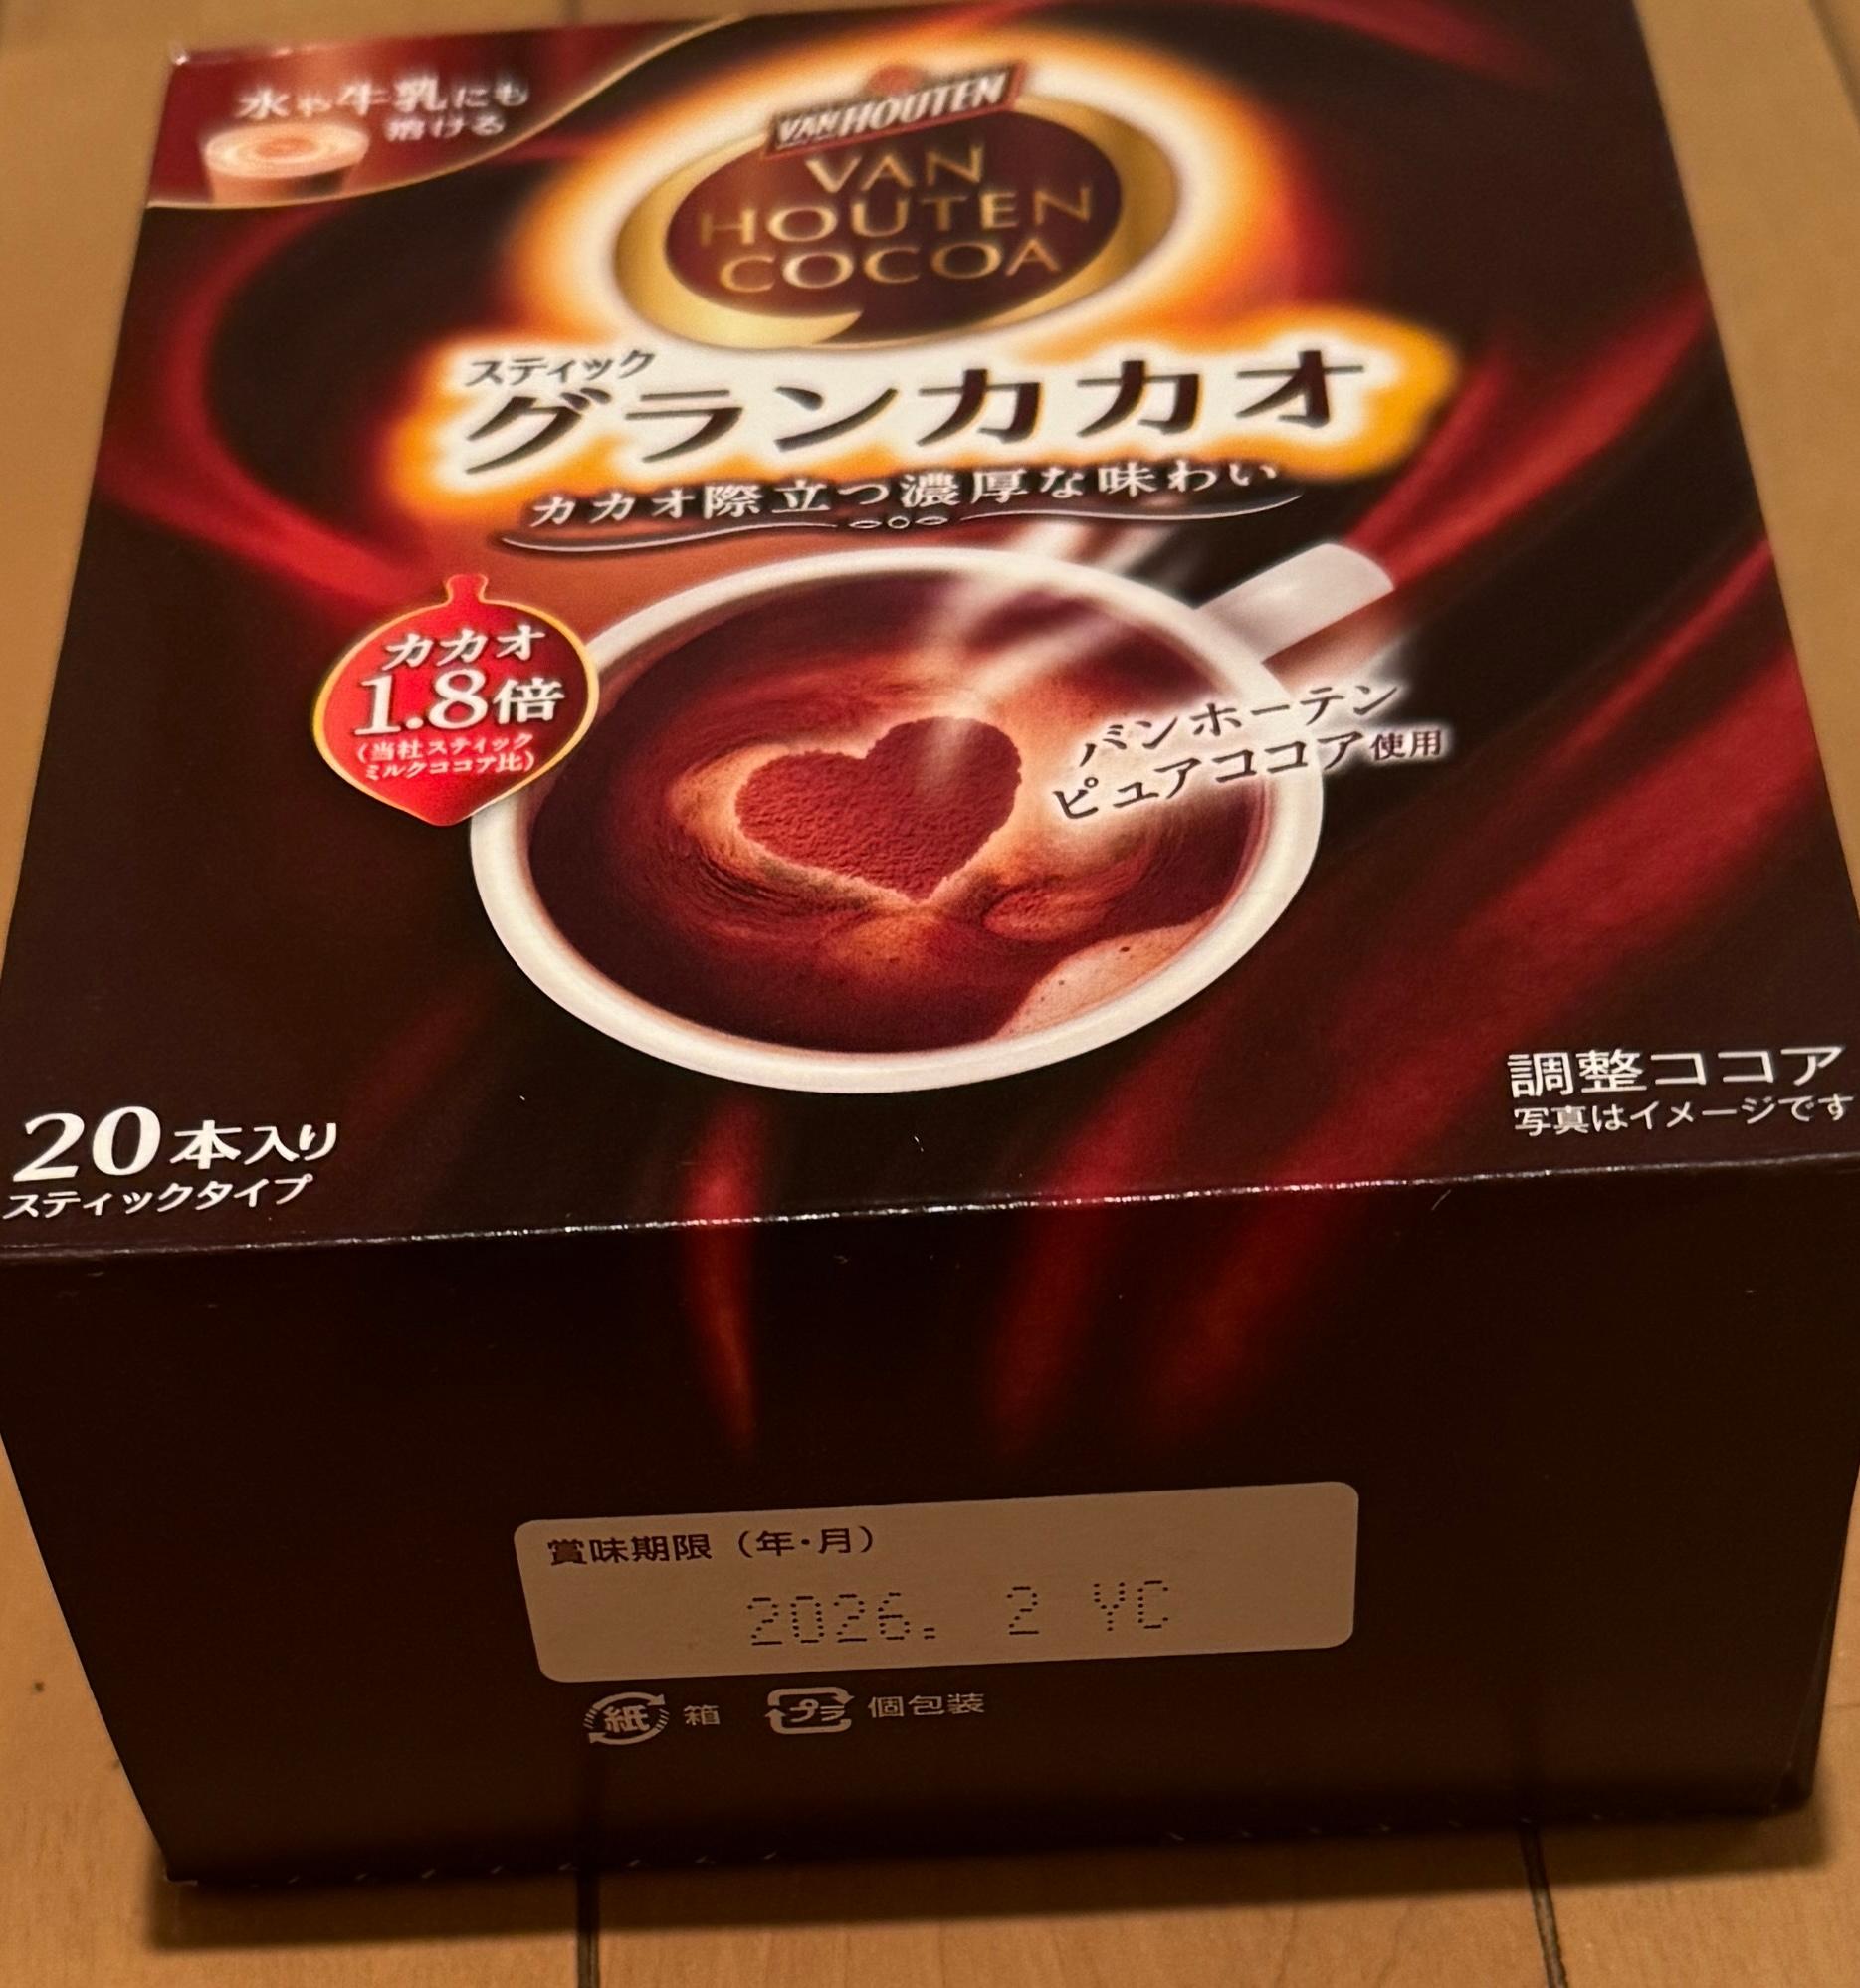 水や牛乳にも
溶ける
VAN HOUTEN
VAN
HOUTEN
COCOA
スティック
グランカカオ
カカオ際立つ濃厚な味わい
カカオ
1.8倍
(当社スティック
ミルクココア比)
バンホーテン
ピュアココア使用
20本入り
スティックタイプ
調整ココア
写真はイメージです
賞味期限（年・月）
2026. 2 YC
紙 箱 プラ 個包装